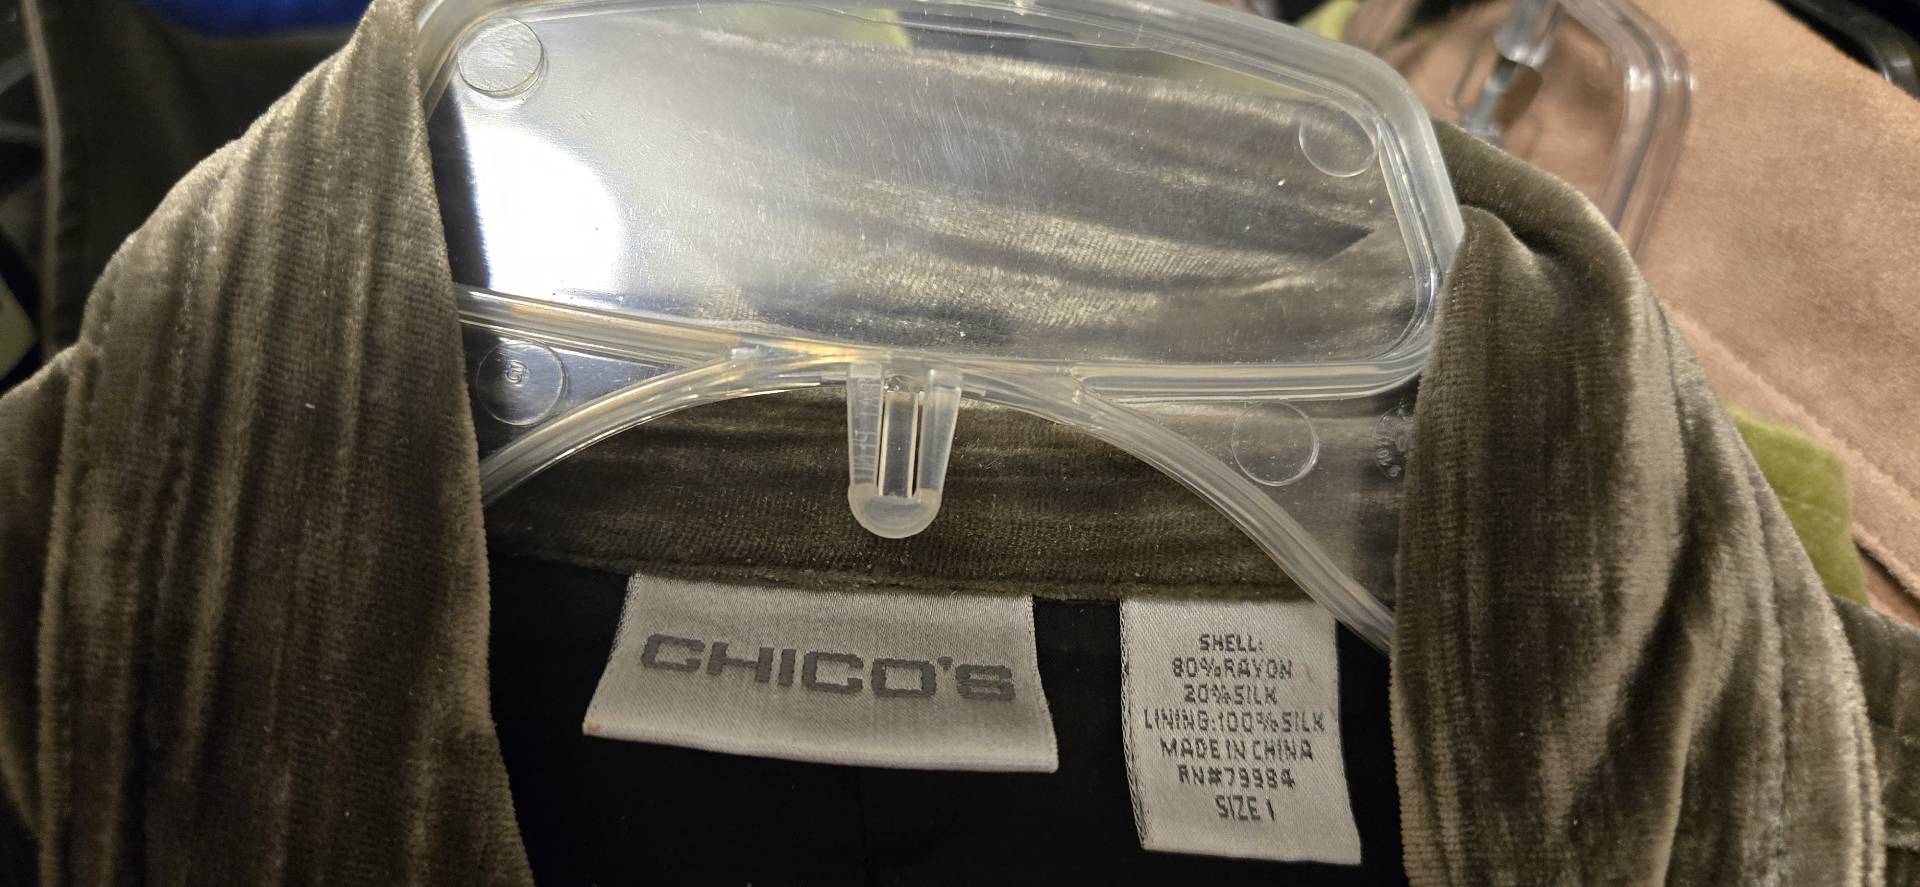 CHICO'S
SHELL:
80%RAYON
20%SILK
LINING:100%SILK
MADE IN CHINA
RN#79984
SIZE 1